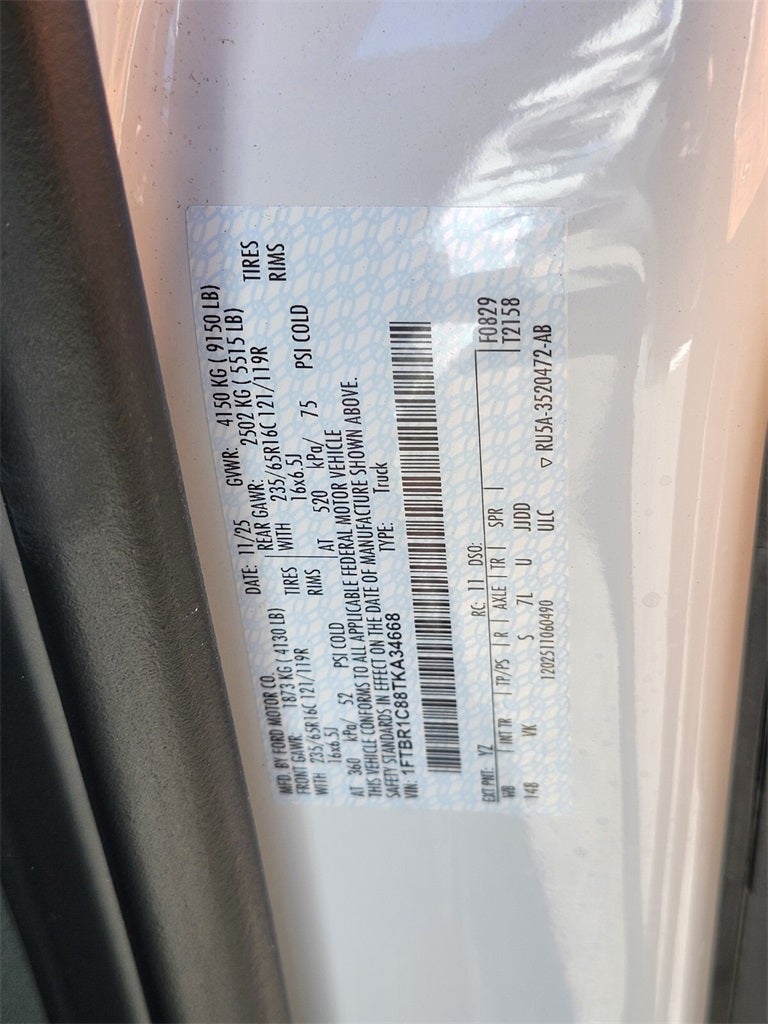 MFD. BY FORD MOTOR CO.
DATE: 11/25 GVWR: 4150 KG ( 9150 LB)
FRONT GAWR: 1873 KG ( 4130 LB) REAR GAWR: 2502 KG ( 5515 LB)
WITH 235/65R16C 121/119R TIRES WITH 235/65R16C 121/119R TIRES
16x6.5J RIMS 16x6.5J RIMS
AT 360 kPa/ 52 PSI COLD AT 520 kPa/ 75 PSI COLD
THIS VEHICLE CONFORMS TO ALL APPLICABLE FEDERAL MOTOR VEHICLE
SAFETY STANDARDS IN EFFECT ON THE DATE OF MANUFACTURE SHOWN ABOVE.
VIN: 1FTBR1C88TKA34668 TYPE: Truck
EXT PNT: YZ RC: 11 DSO: F0829
WB INT TR TP/PS R AXLE TR SPR T2158
148 VK S 7L U JJDD
1202511060490 ULC ▽ RU5A-3520472-AB